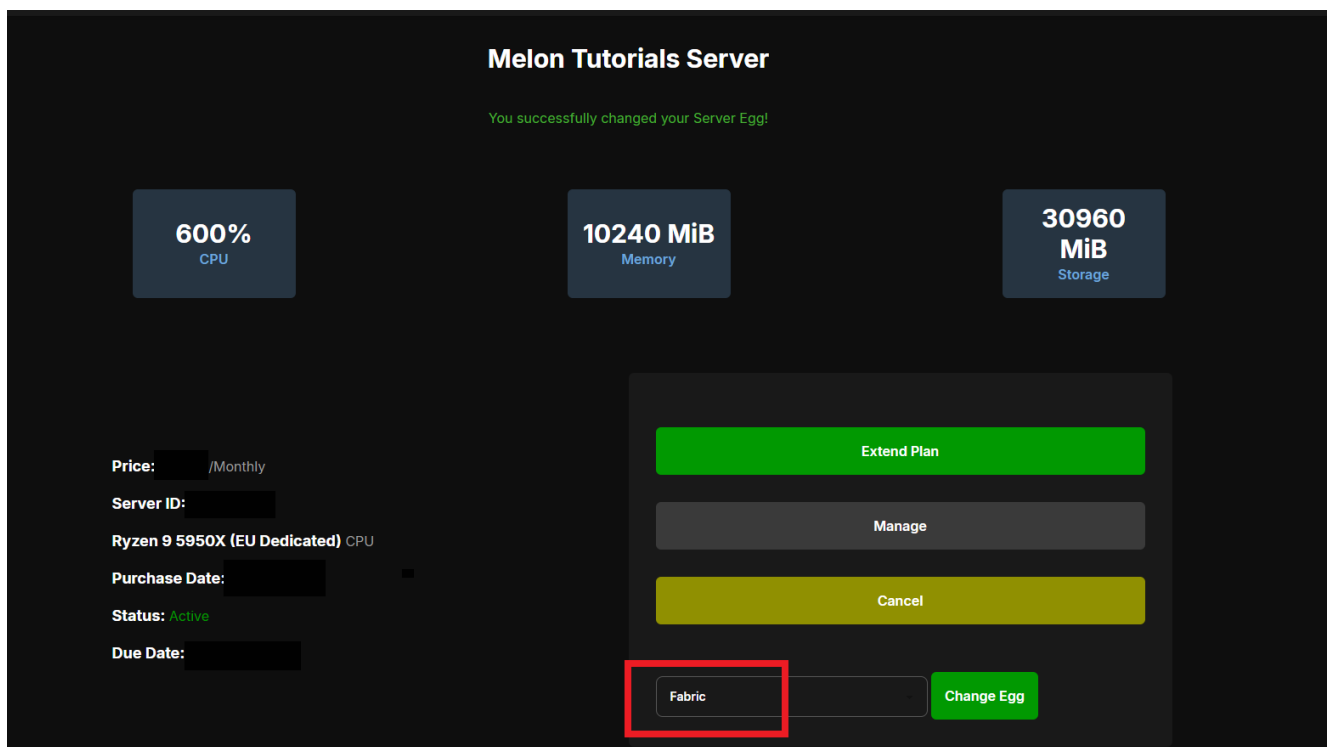 Melon Tutorials Server
You successfully changed your Server Egg!
600%
CPU
10240 MiB
Memory
30960
MiB
Storage
Price: /Monthly
Server ID:
Ryzen 9 5950X (EU Dedicated) CPU
Purchase Date:
Status: Active
Due Date:
Extend Plan
Manage
Cancel
Fabric
Change Egg